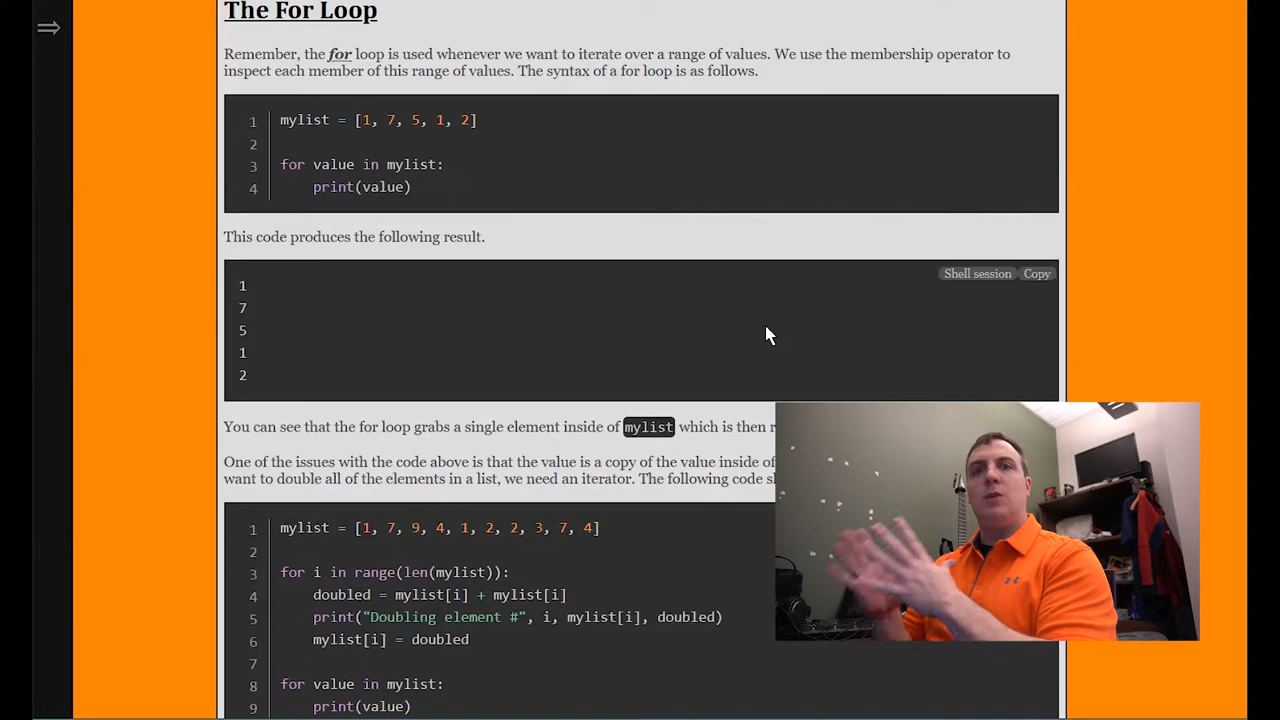 The For Loop
Remember, the for loop is used whenever we want to iterate over a range of values. We use the membership operator to
inspect each member of this range of values. The syntax of a for loop is as follows.
1 mylist = [1, 7, 5, 1, 2]
2
3 for value in mylist:
4 print(value)
This code produces the following result.
Shell session Copy
1
7
5
1
2
You can see that the for loop grabs a single element inside of mylist which is then
One of the issues with the code above is that the value is a copy of the value inside of
want to double all of the elements in a list, we need an iterator. The following code
1 mylist = [1, 7, 9, 4, 1, 2, 2, 3, 7, 4]
2
3 for i in range(len(mylist)):
4 doubled = mylist[i] + mylist[i]
5 print("Doubling element #", i, mylist[i], doubled)
6 mylist[i] = doubled
7
8 for value in mylist:
9 print(value)